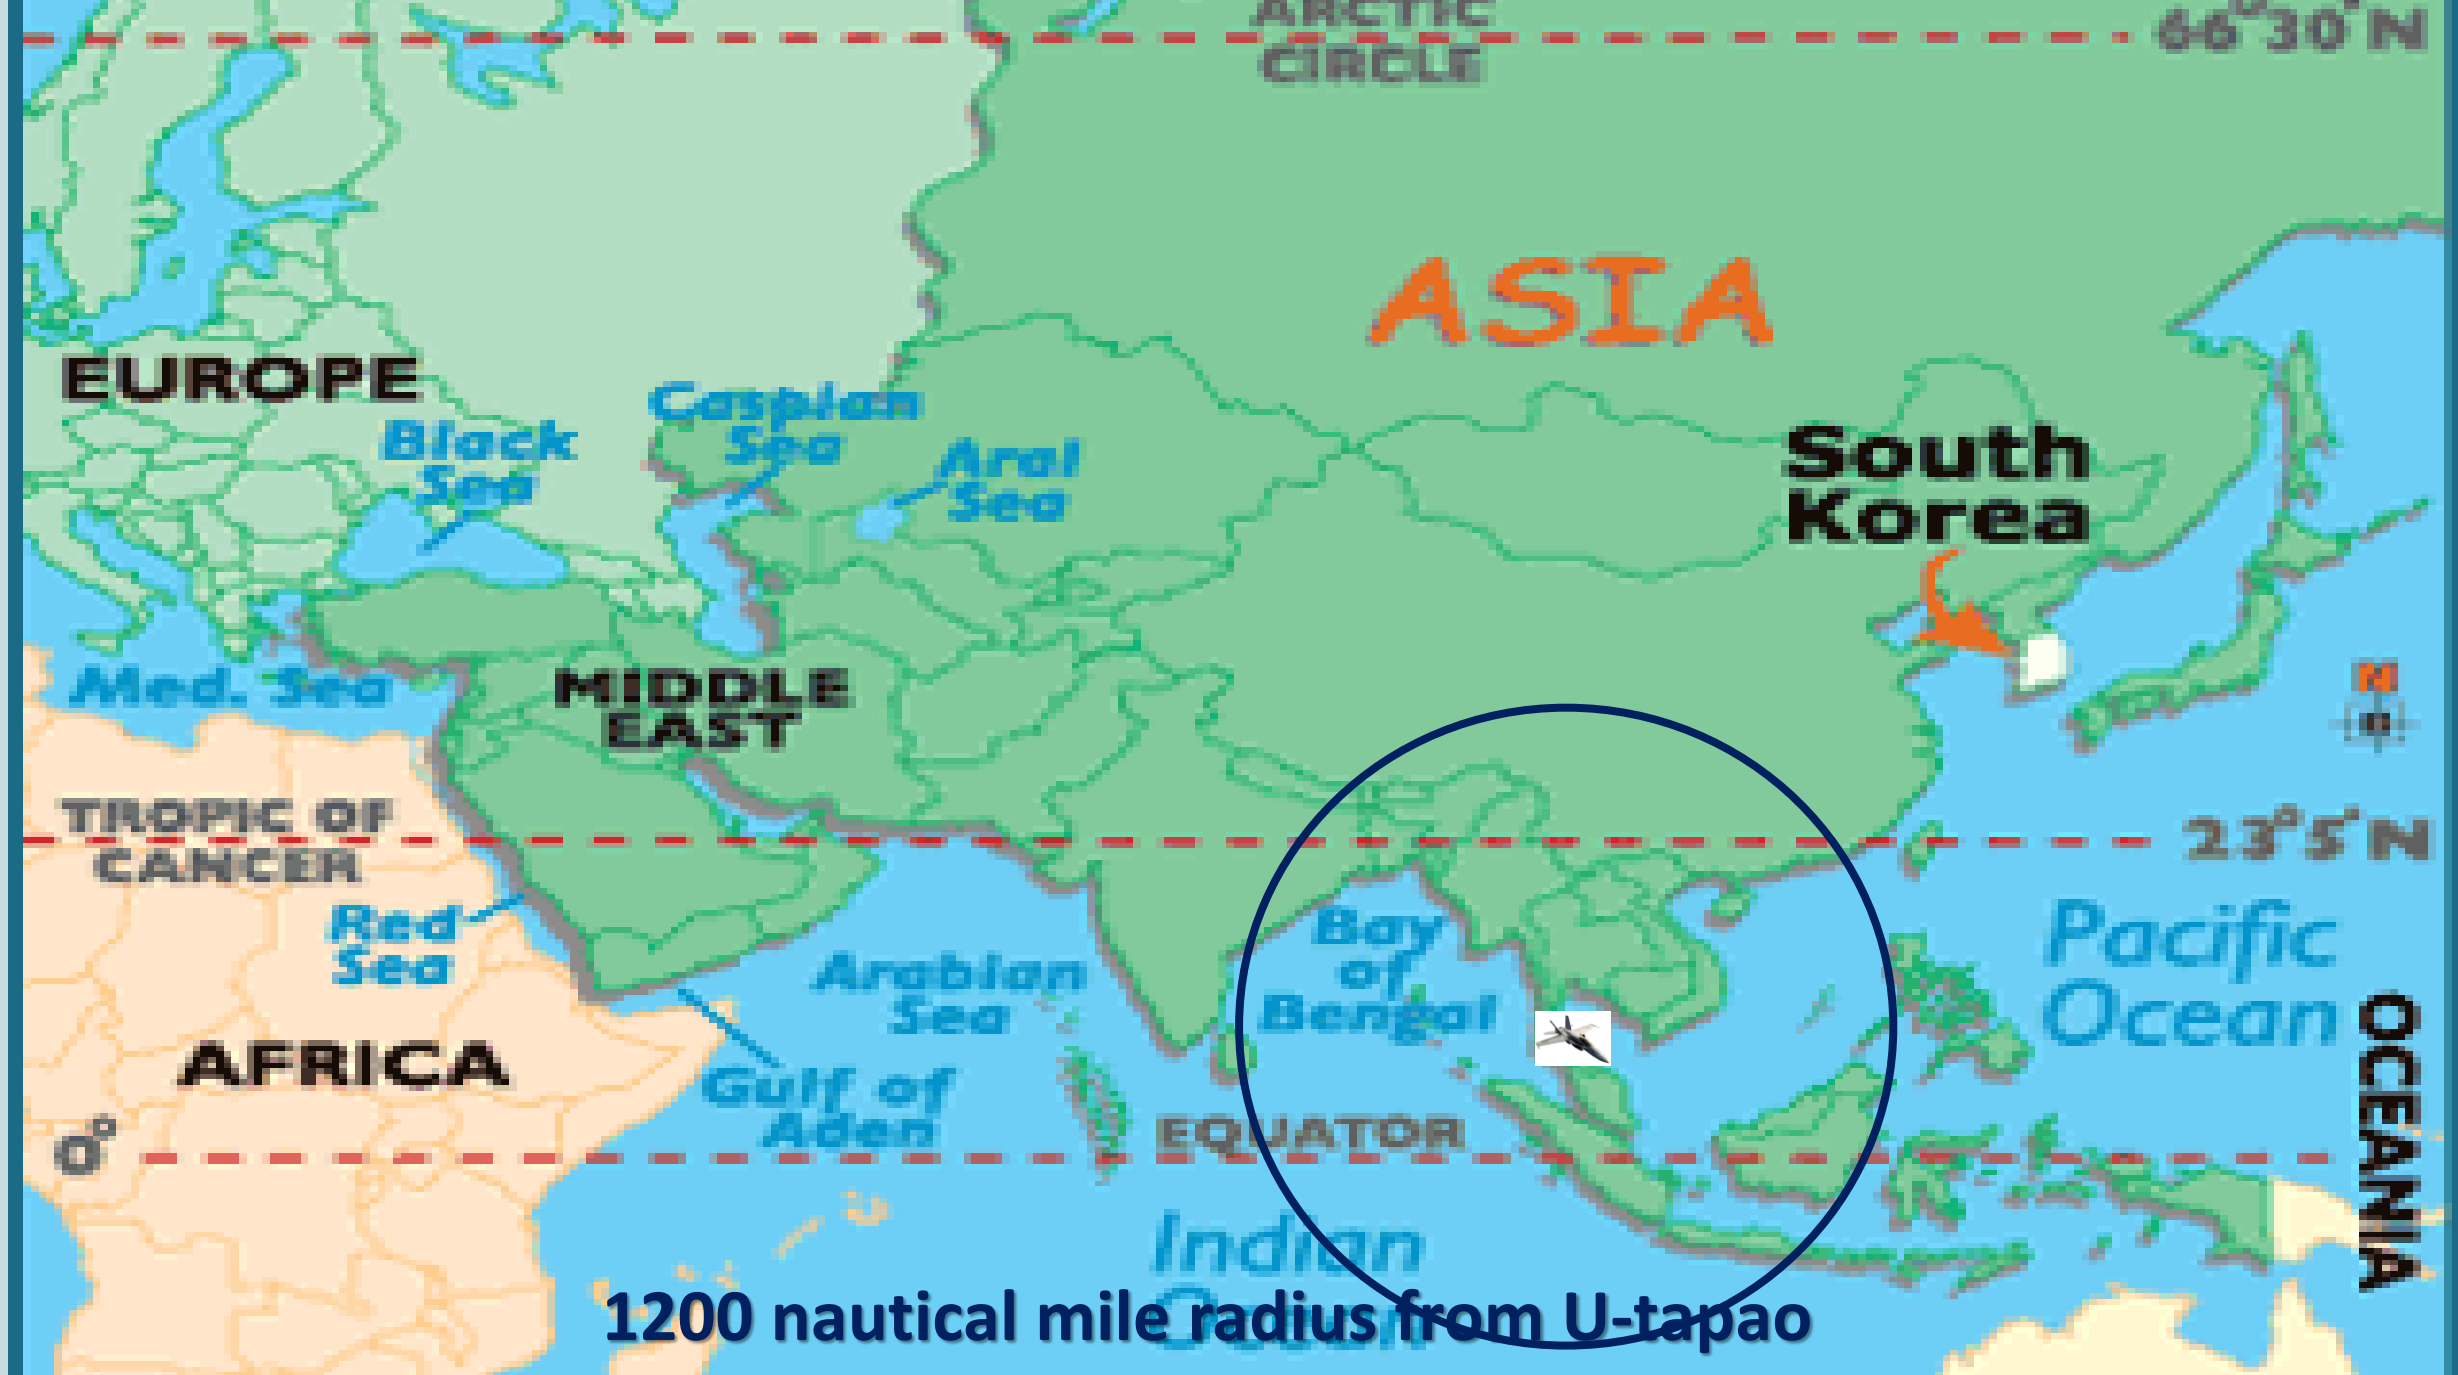 ARCTIC
CIRCLE
66°30'N
ASIA
EUROPE
Caspian
Sea
Black
Sea
Aral
Sea
South
Korea
Med. Sea
MIDDLE
EAST
N
TROPIC OF
CANCER
23°5'N
Red
Sea
Arabian
Sea
Bay
of
Bengal
Pacific
Ocean
AFRICA
Gulf of
Aden
OCEANIA
0°
EQUATOR
Indian
Ocean
1200 nautical mile radius from U-tapao